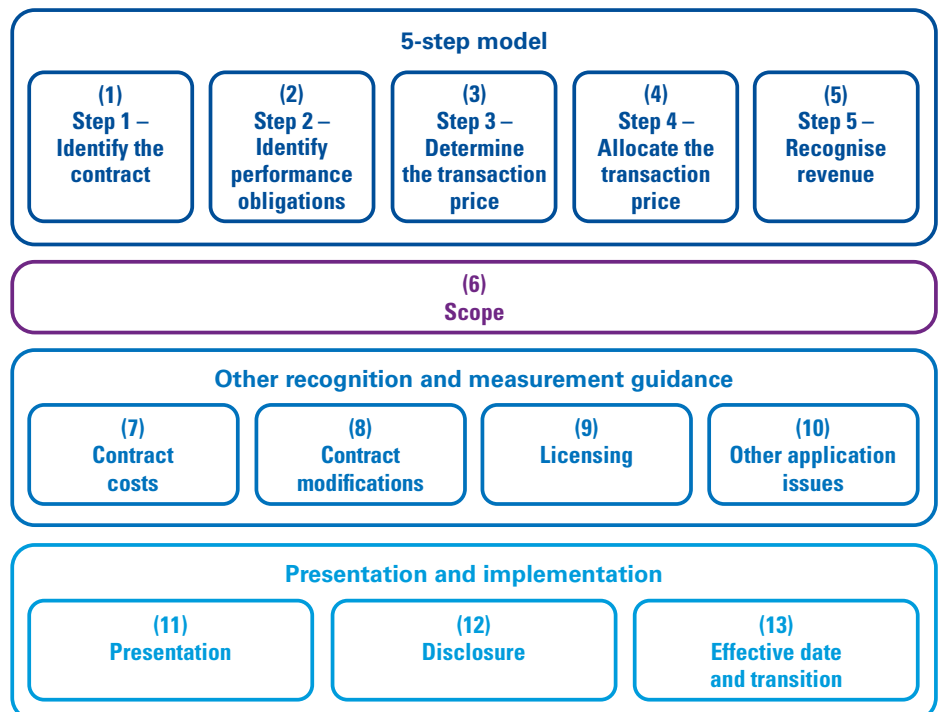 5-step model
(1)
Step 1 –
Identify the
contract
(2)
Step 2 –
Identify
performance
obligations
(3)
Step 3 –
Determine
the transaction
price
(4)
Step 4 –
Allocate the
transaction
price
(5)
Step 5 –
Recognise
revenue
(6)
Scope
Other recognition and measurement guidance
(7)
Contract
costs
(8)
Contract
modifications
(9)
Licensing
(10)
Other application
issues
Presentation and implementation
(11)
Presentation
(12)
Disclosure
(13)
Effective date
and transition